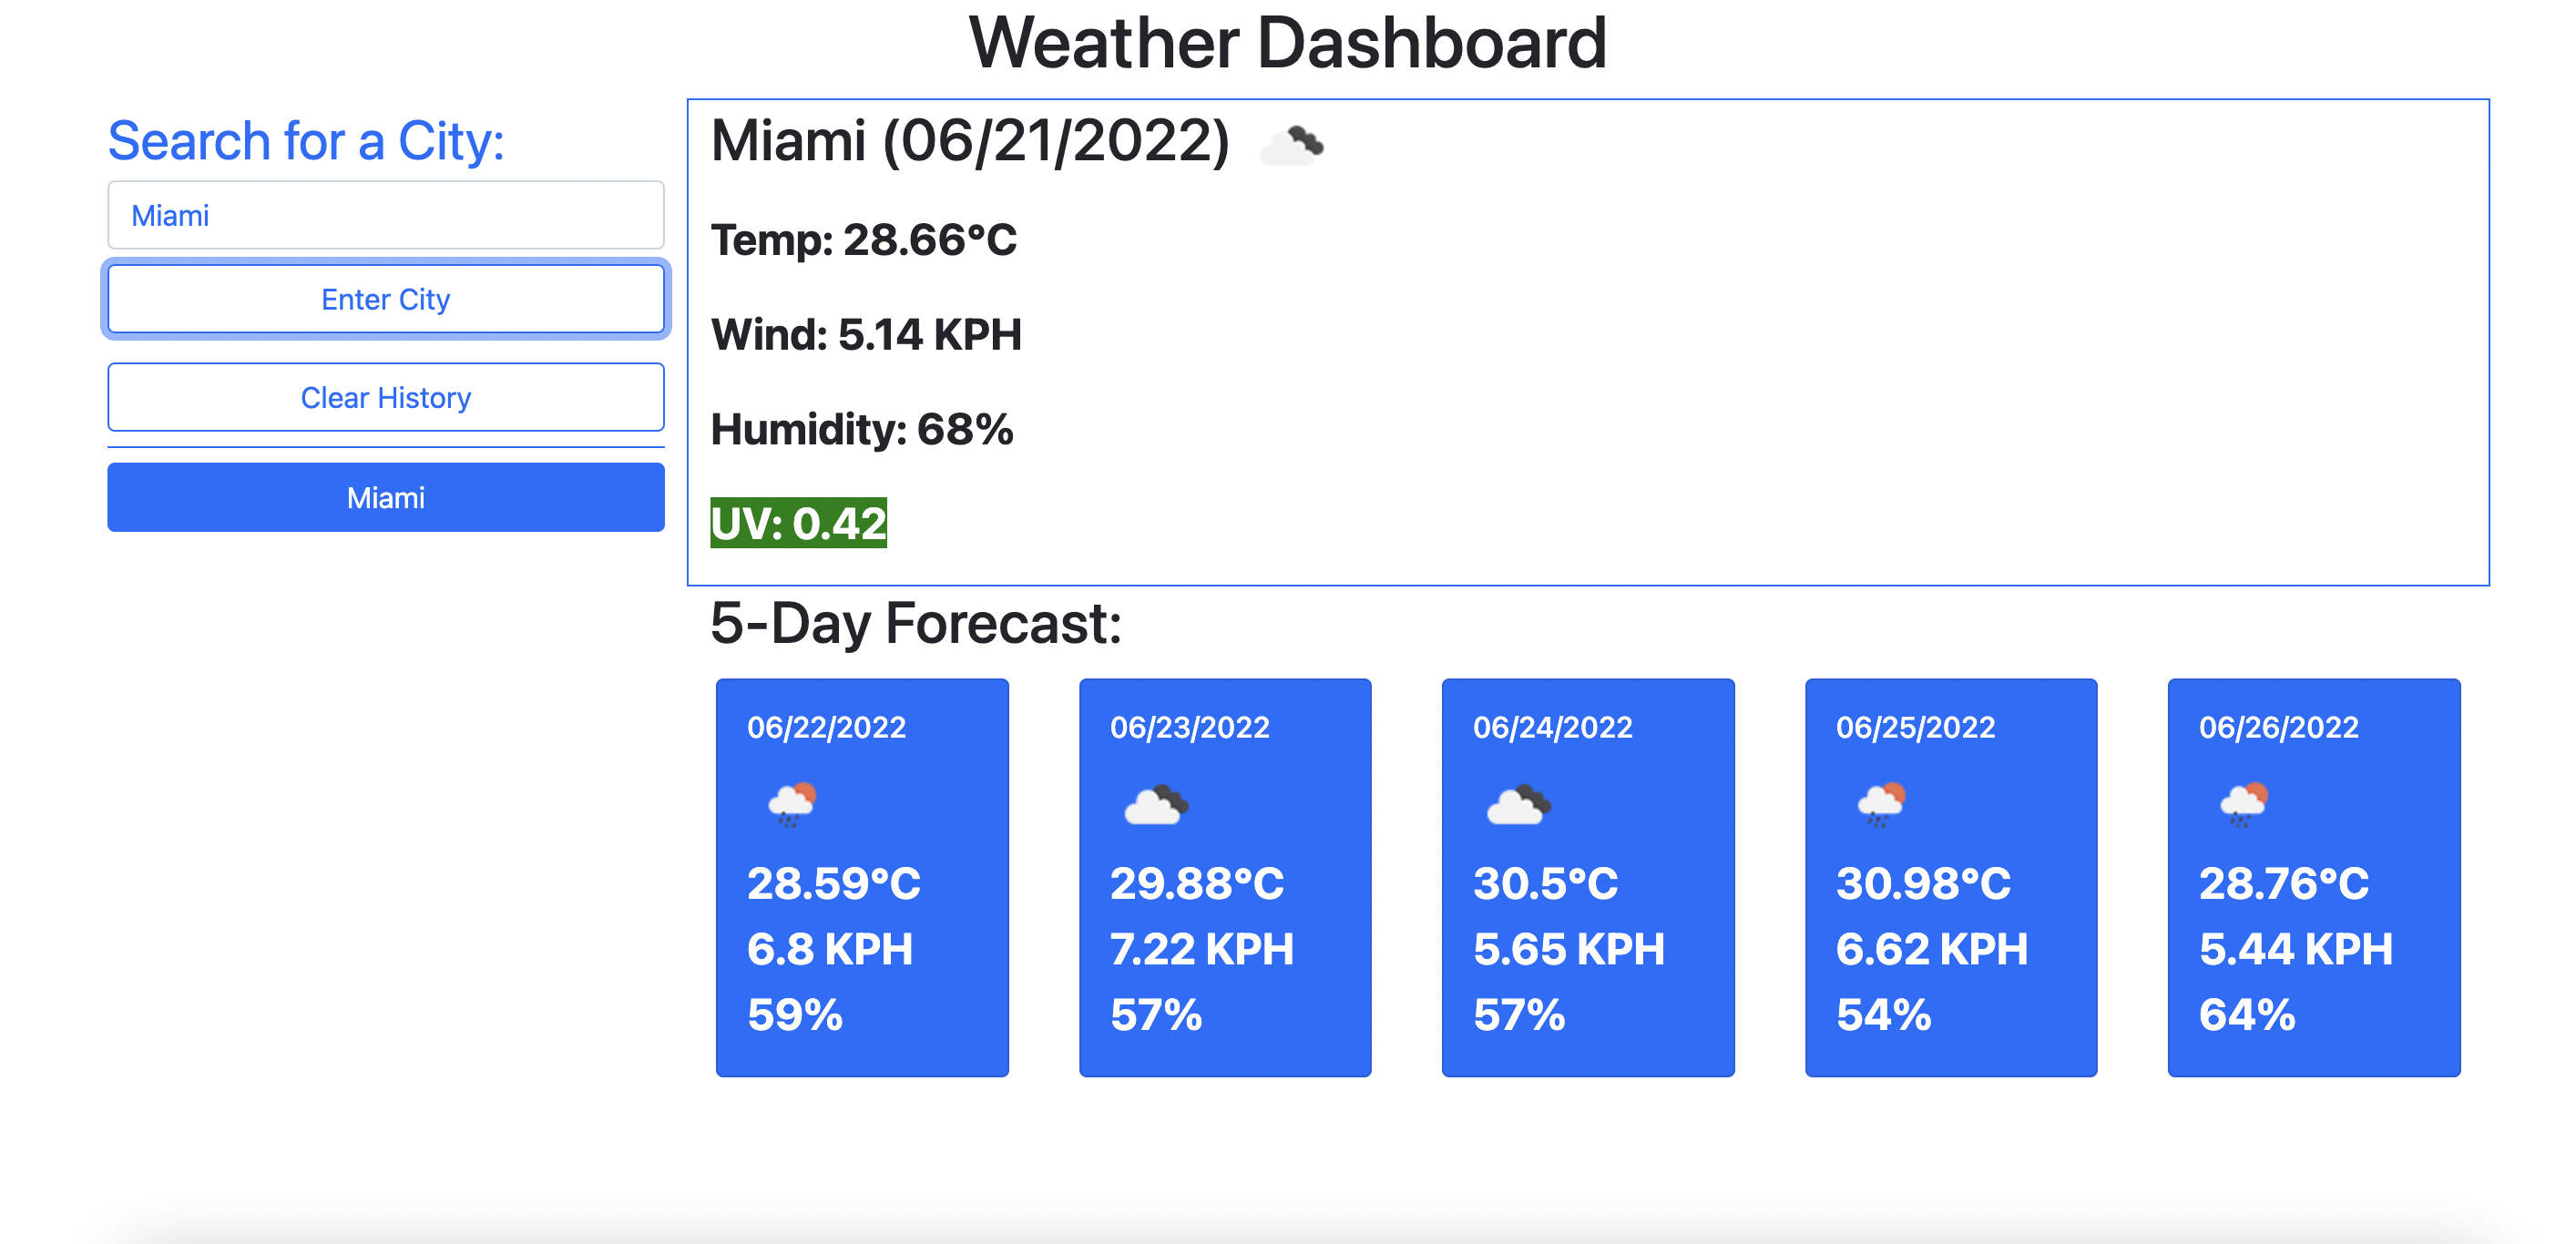 Weather Dashboard
Search for a City:
Miami
Enter City
Clear History
Miami
Miami (06/21/2022)
Temp: 28.66°C
Wind: 5.14 KPH
Humidity: 68%
UV: 0.42
5-Day Forecast:
06/22/2022
28.59°C
6.8 KPH
59%
06/23/2022
29.88°C
7.22 KPH
57%
06/24/2022
30.5°C
5.65 KPH
57%
06/25/2022
30.98°C
6.62 KPH
54%
06/26/2022
28.76°C
5.44 KPH
64%